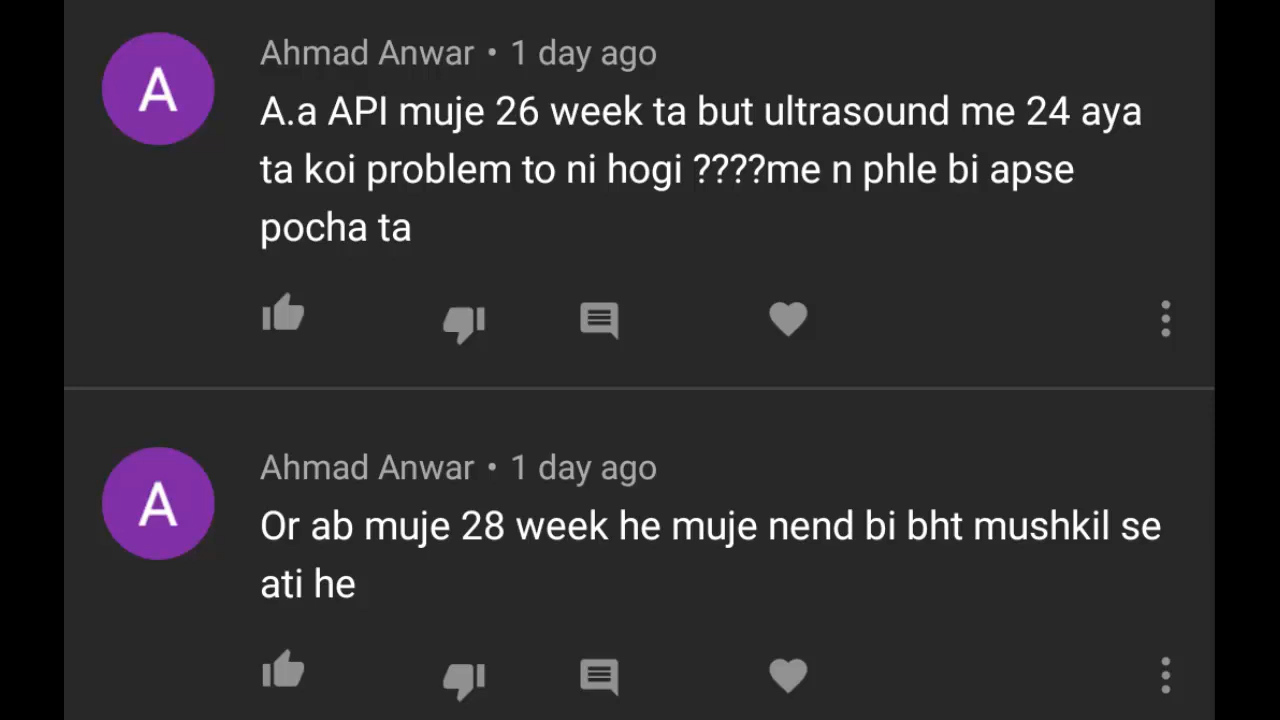 A
Ahmad Anwar • 1 day ago
A.a API muje 26 week ta but ultrasound me 24 aya
ta koi problem to ni hogi ????me n phle bi apse
pocha ta
A
Ahmad Anwar • 1 day ago
Or ab muje 28 week he muje nend bi bht mushkil se
ati he